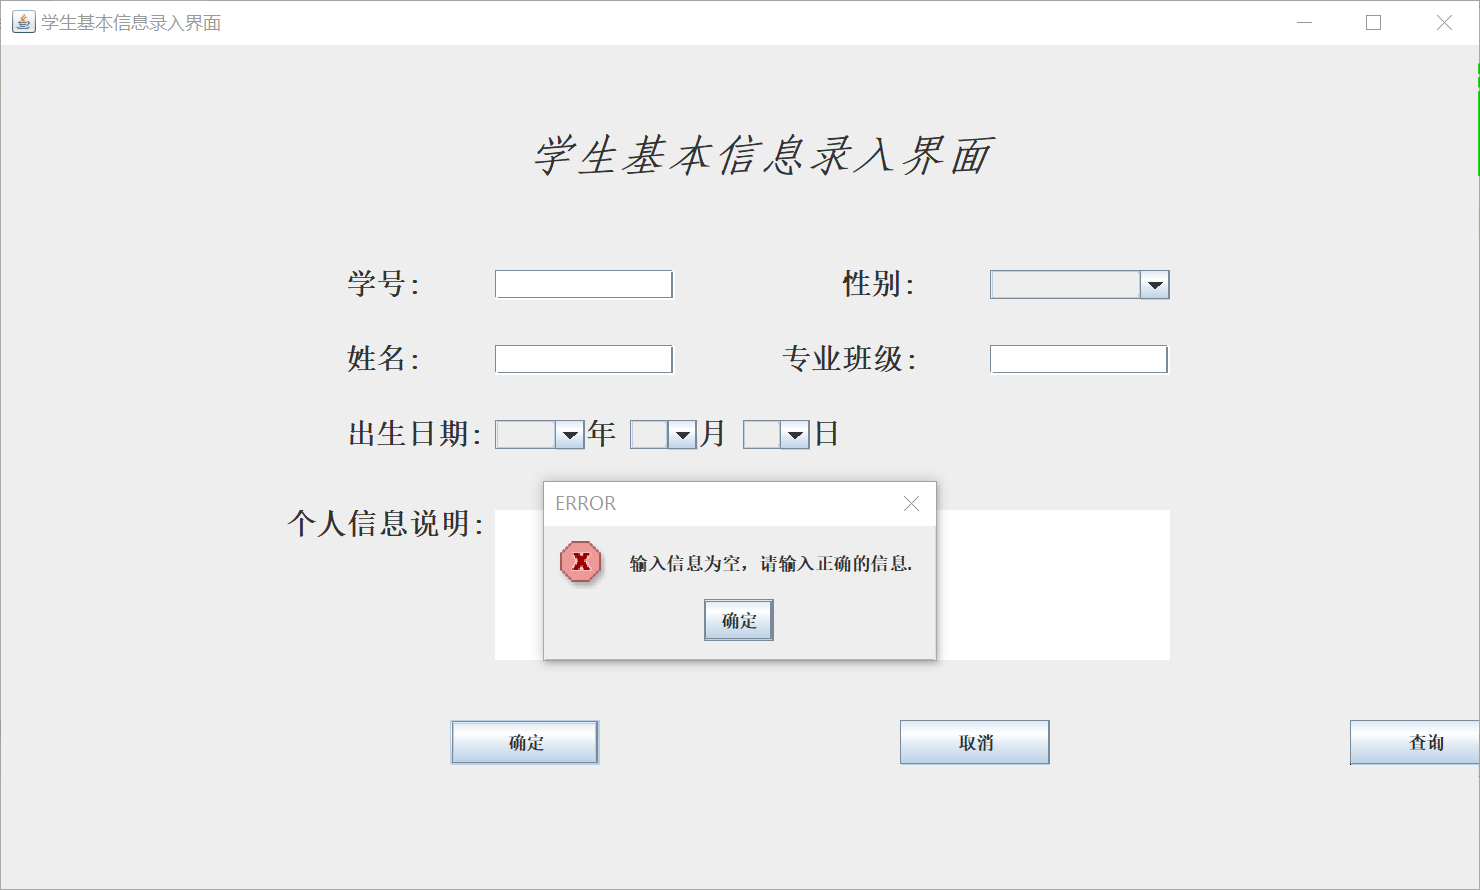 学生基本信息录入界面
学生基本信息录入界面
学号: 性别:
姓名: 专业班级:
出生日期: 年 月 日
个人信息说明:
ERROR
输入信息为空，请输入正确的信息.
确定
确定 取消 查询